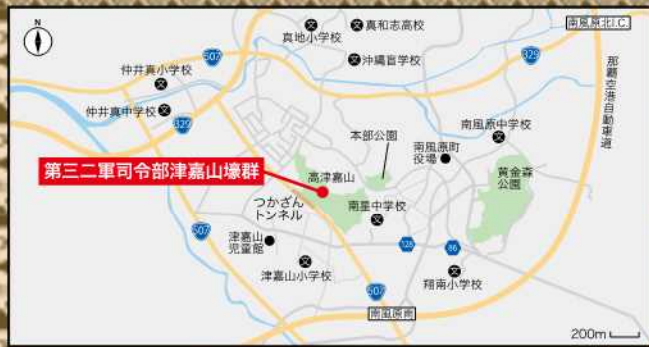 N
真地小学校
真和志高校
南風原北I.C.
507
沖縄盲学校
329
仲井真小学校
那覇空港自動車道
仲井真中学校
329
本部公園
南風原中学校
南風原町
役場
第三二軍司令部津嘉山壕群
高津嘉山
黄金森
公園
つかざん
トンネル
南星中学校
507
津嘉山
児童館
128
86
津嘉山小学校
翔南小学校
507
南風原南
200m